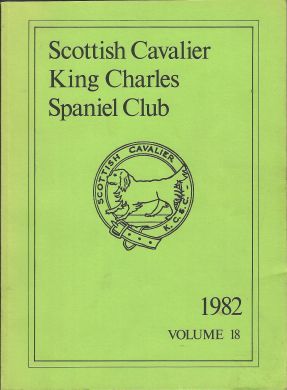 Scottish Cavalier
King Charles
Spaniel Club
SCOTTISH CAVALIER
K.C.S.C.
1982
VOLUME 18